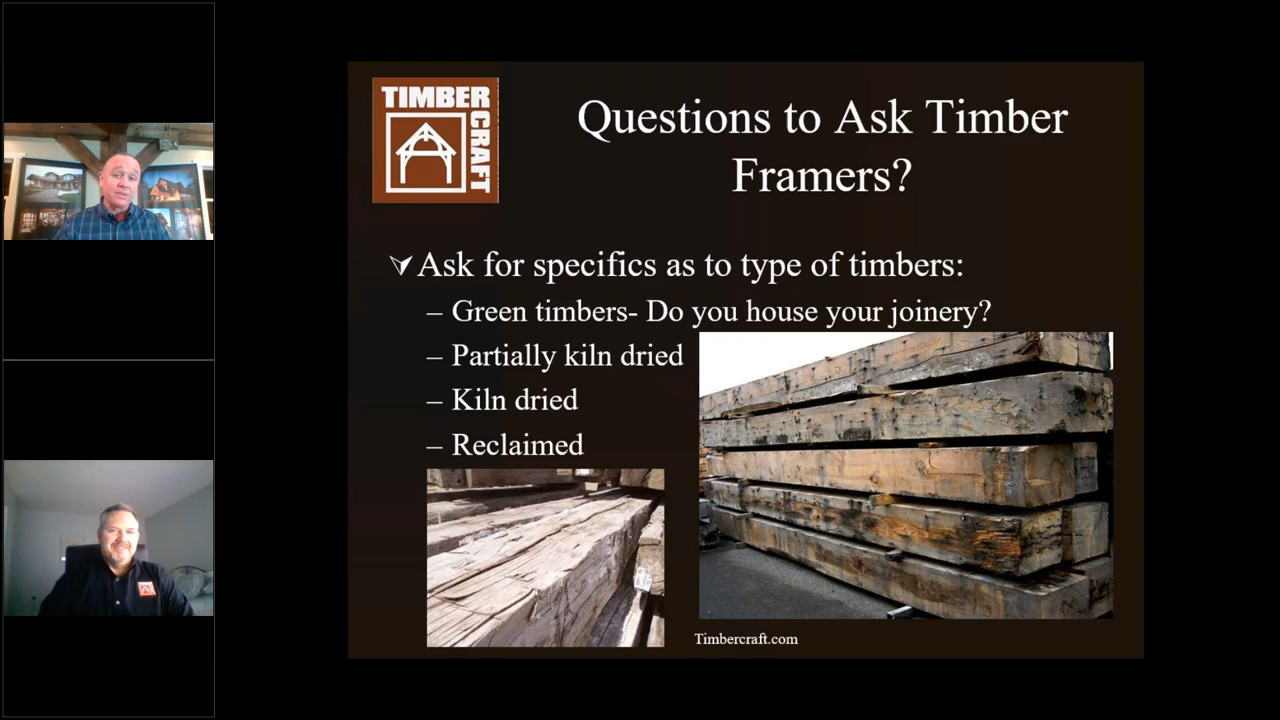 TIMBER
CRAFT
Questions to Ask Timber
Framers?
Ask for specifics as to type of timbers:
– Green timbers- Do you house your joinery?
– Partially kiln dried
– Kiln dried
– Reclaimed
Timbercraft.com